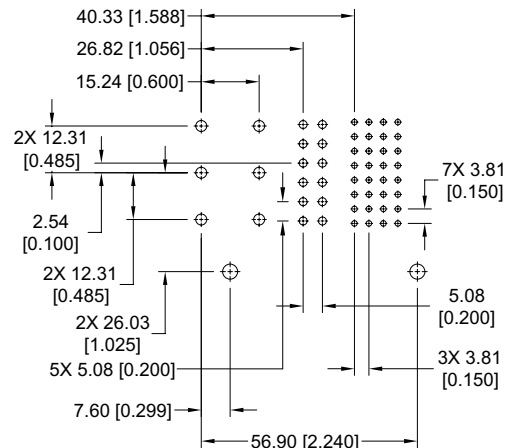 40.33 [1.588]
26.82 [1.056]
15.24 [0.600]
2X 12.31
[0.485]
7X 3.81
[0.150]
2.54
[0.100]
2X 12.31
[0.485]
5.08
[0.200]
2X 26.03
[1.025]
5X 5.08 [0.200]
3X 3.81
[0.150]
7.60 [0.299]
56.90 [2.240]